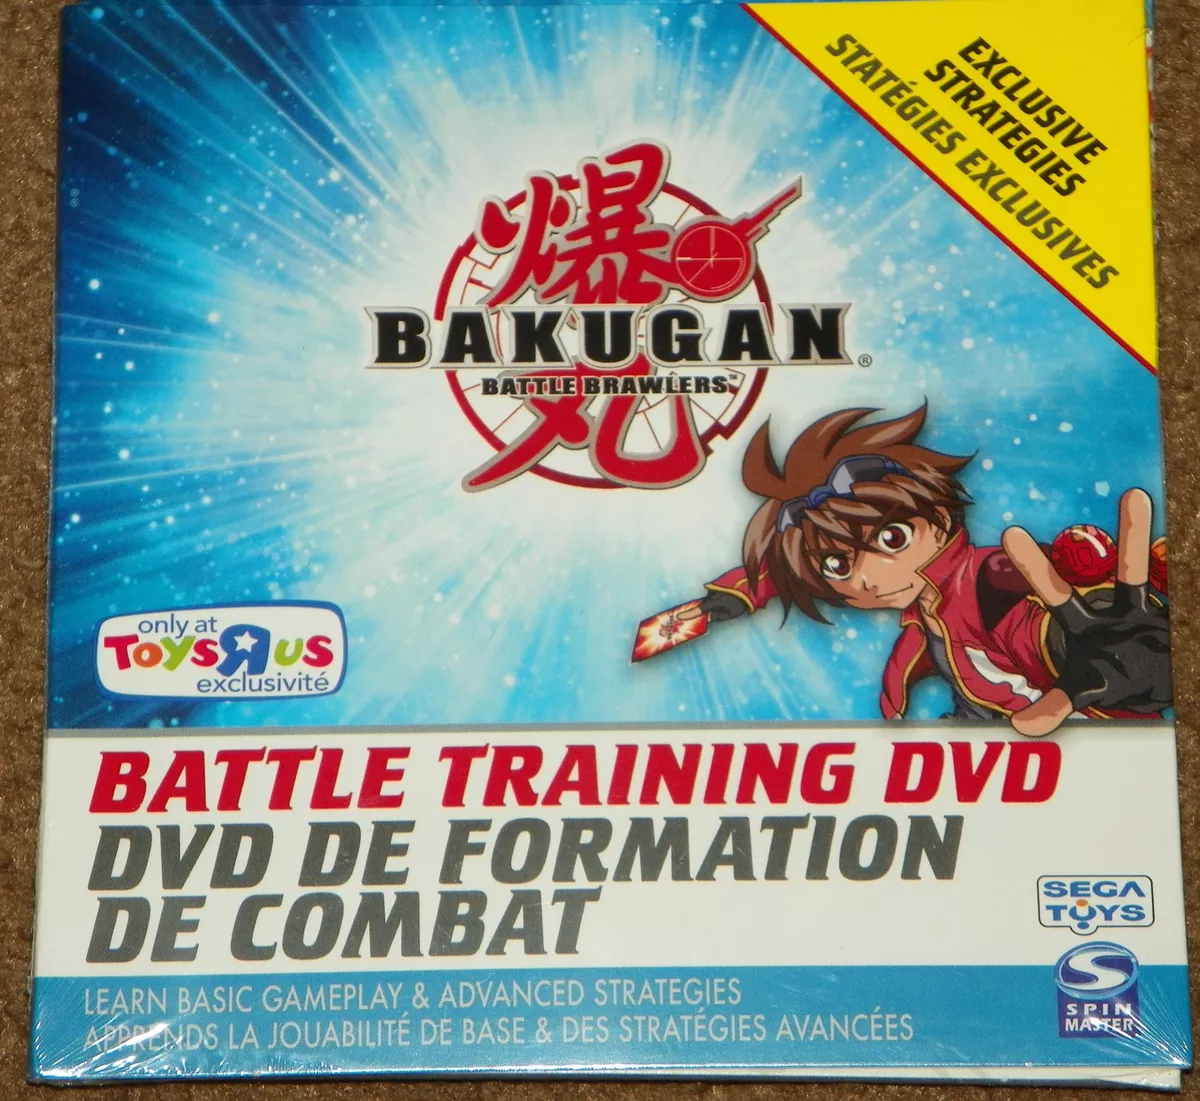 EXCLUSIVE
STRATEGIES
STATÉGIES EXCLUSIVES
爆
BAKUGAN®
BATTLE BRAWLERS™
丸
only at
TOYS R US
exclusivité
BATTLE TRAINING DVD
DVD DE FORMATION
DE COMBAT
SEGA
TOYS
LEARN BASIC GAMEPLAY & ADVANCED STRATEGIES
APPRENDS LA JOUABILITÉ DE BASE & DES STRATÉGIES AVANCÉES
SPIN
MASTER